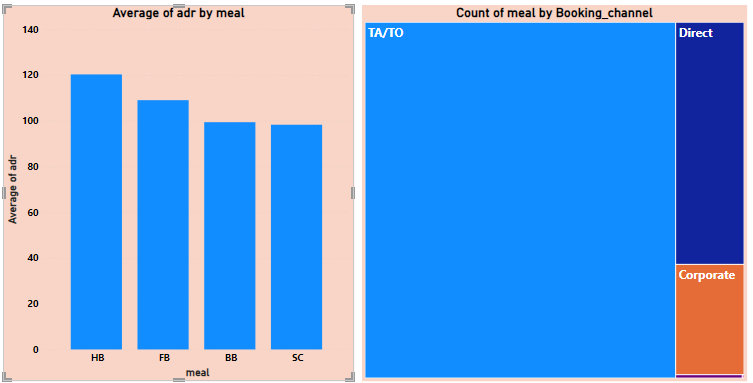 Average of adr by meal
140
120
100
80
60
40
20
0
Average of adr
HB FB BB SC
meal
Count of meal by Booking_channel
TA/TO
Direct
Corporate